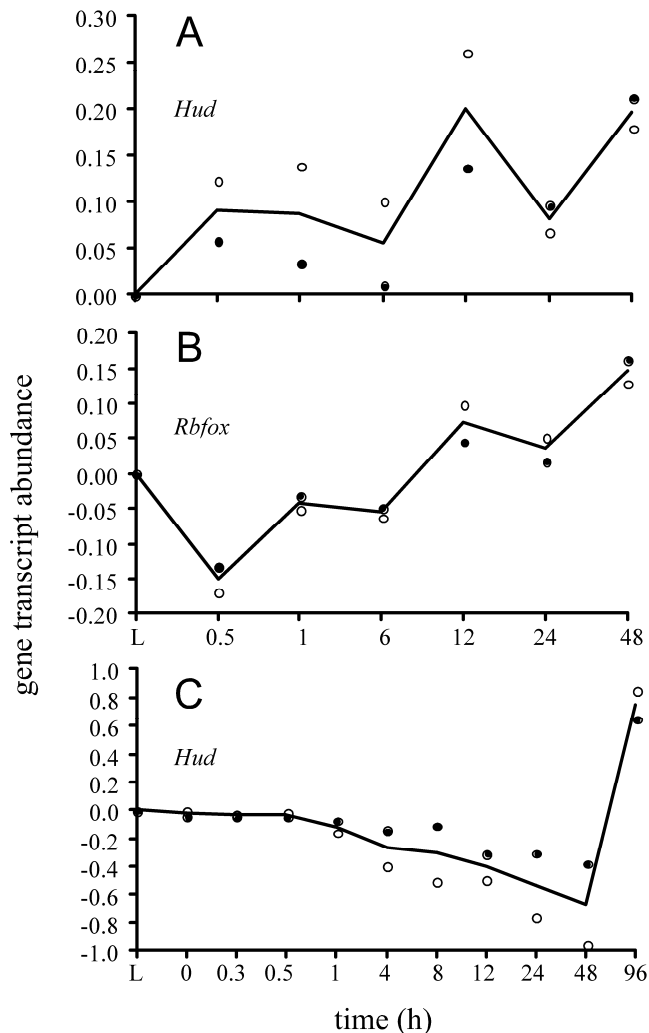 A
Hud
0.30
0.25
0.20
0.15
0.10
0.05
0.00
B
Rbfox
0.20
0.15
0.10
0.05
0.00
-0.05
-0.10
-0.15
-0.20
L 0.5 1 6 12 24 48
C
Hud
1.0
0.8
0.6
0.4
0.2
0.0
-0.2
-0.4
-0.6
-0.8
-1.0
L 0 0.3 0.5 1 4 8 12 24 48 96
time (h)
gene transcript abundance